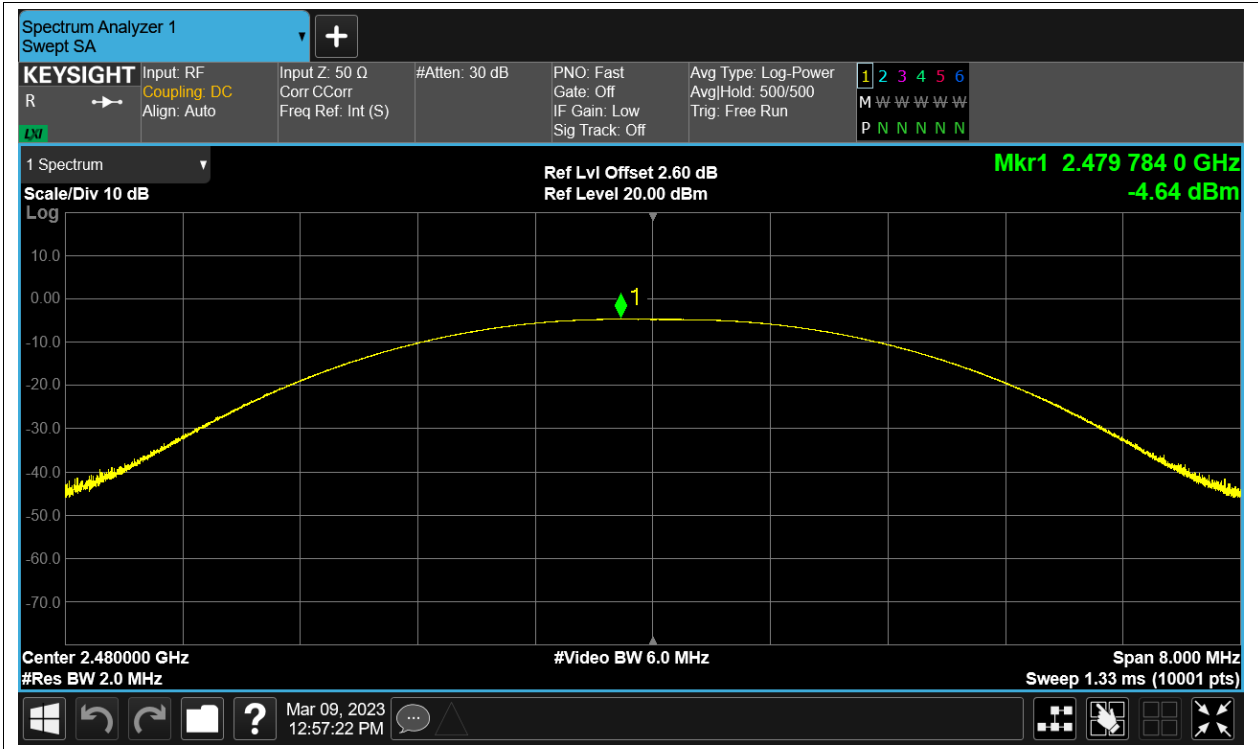 Spectrum Analyzer 1
Swept SA
KEYSIGHT
R
LXI
Input: RF
Coupling: DC
Align: Auto
Input Z: 50 Ω
Corr CCorr
Freq Ref: Int (S)
#Atten: 30 dB
PNO: Fast
Gate: Off
IF Gain: Low
Sig Track: Off
Avg Type: Log-Power
Avg|Hold: 500/500
Trig: Free Run
1 2 3 4 5 6
M W W W W W
P N N N N N
1 Spectrum
Scale/Div 10 dB
Log
Ref Lvl Offset 2.60 dB
Ref Level 20.00 dBm
Mkr1 2.479 784 0 GHz
-4.64 dBm
10.0
0.00
-10.0
-20.0
-30.0
-40.0
-50.0
-60.0
-70.0
1
Center 2.480000 GHz
#Res BW 2.0 MHz
#Video BW 6.0 MHz
Span 8.000 MHz
Sweep 1.33 ms (10001 pts)
?
Mar 09, 2023
12:57:22 PM